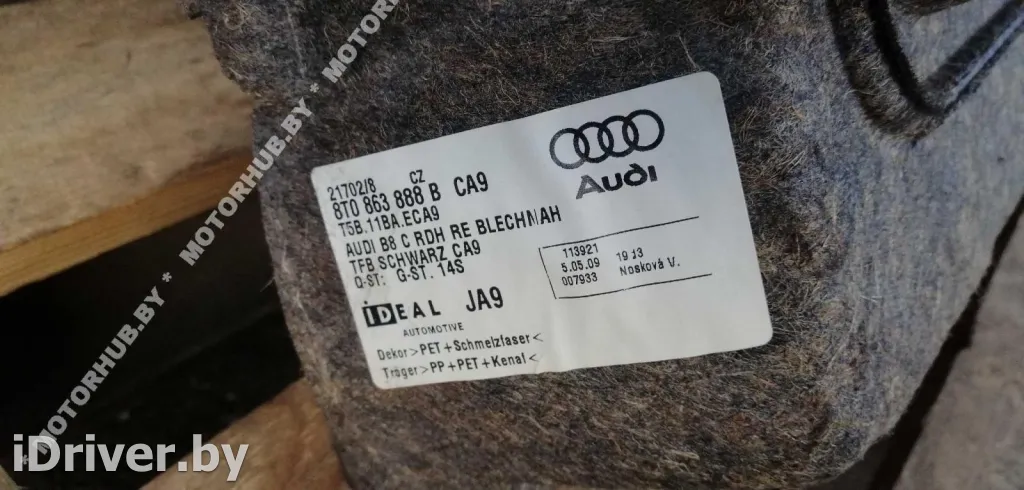 21702/8 CZ
8T0 863 888 B CA9
T5B.11BA.ECA9
AUDI B8 C RDH RE BLECHNAH
TFB SCHWARZ CA9
Q-ST: G-ST. 14S
iDEAL JA9
AUTOMOTIVE
Dekor>PET+Schmelzfaser<
Träger>PP+PET+Kenaf<
Audi
113921
5.05.09 19
007933 Nosková V.
* MOTORHUB.BY * MOTORHUB.BY * MOTORHUB.BY
iDriver.by